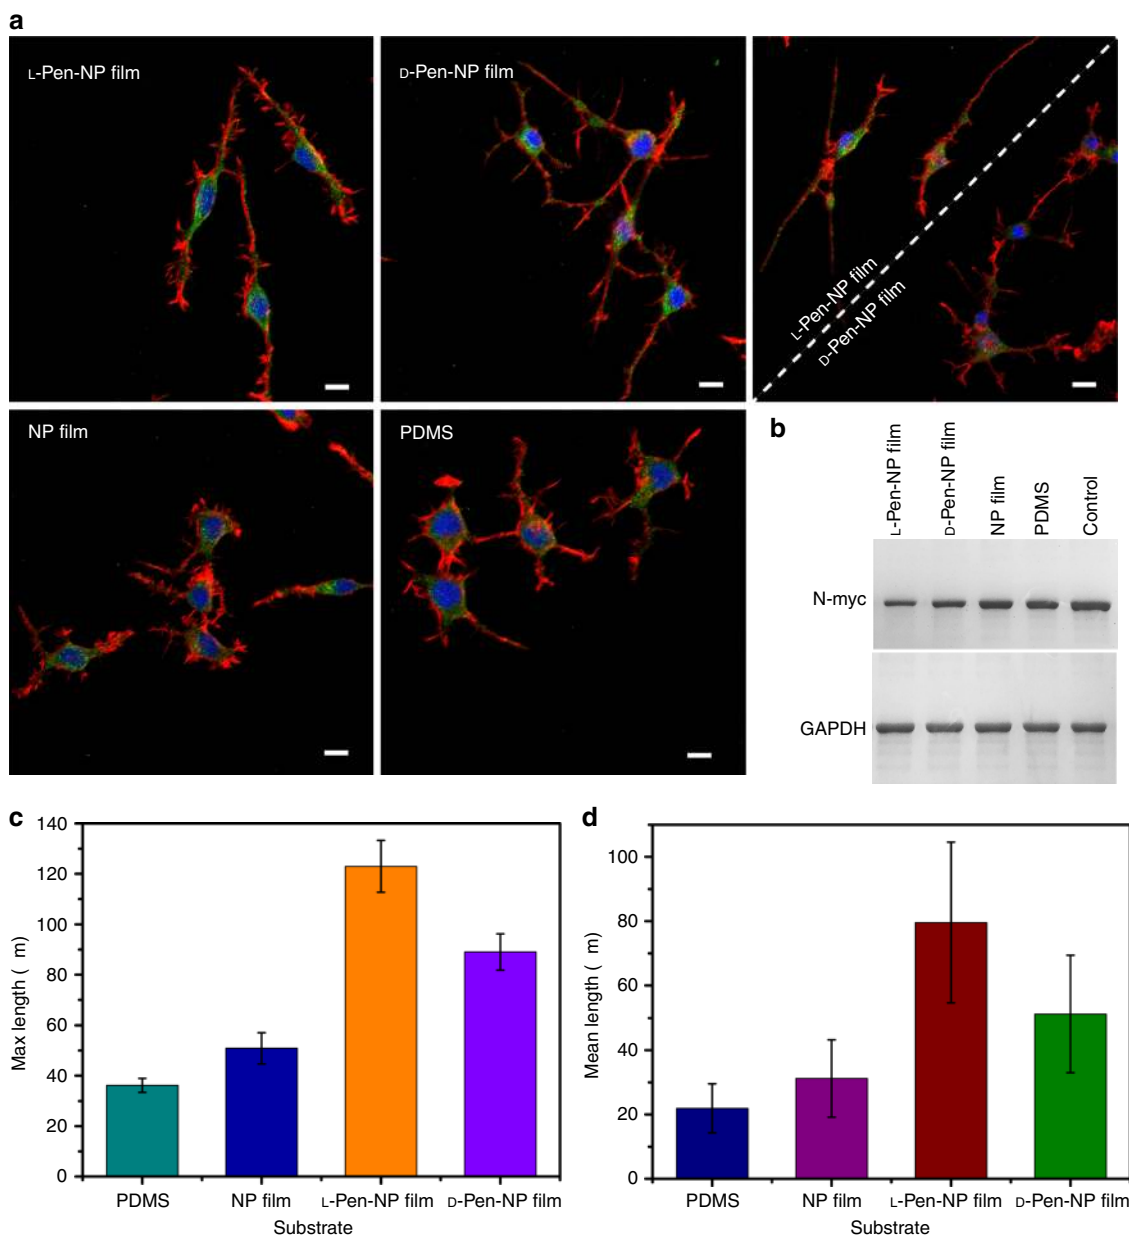 a
L-Pen-NP film
D-Pen-NP film
L-Pen-NP film
D-Pen-NP film
NP film
PDMS
b
L-Pen-NP film
D-Pen-NP film
NP film
PDMS
Control
N-myc
GAPDH
c
140
120
100
80
60
40
20
0
Max length ( m)
PDMS
NP film
L-Pen-NP film
D-Pen-NP film
Substrate
d
100
80
60
40
20
0
Mean length ( m)
PDMS
NP film
L-Pen-NP film
D-Pen-NP film
Substrate